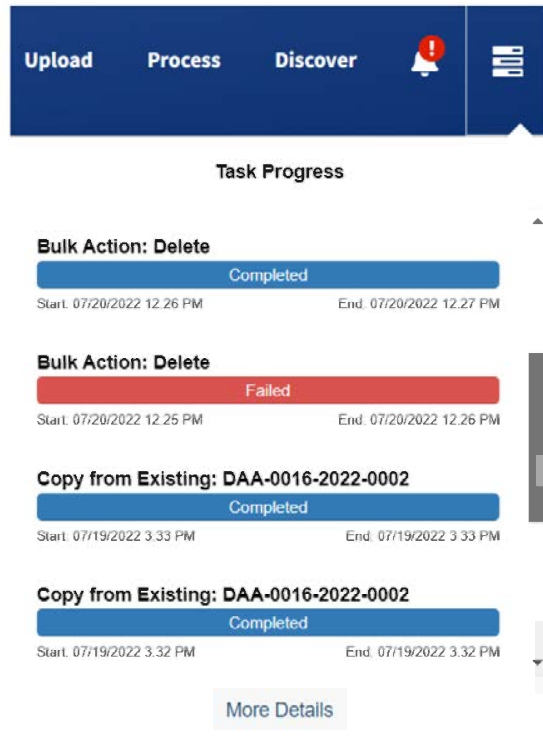 Upload Process Discover !
Task Progress
Bulk Action: Delete
Completed
Start: 07/20/2022 12:26 PM End: 07/20/2022 12:27 PM
Bulk Action: Delete
Failed
Start: 07/20/2022 12:25 PM End: 07/20/2022 12:26 PM
Copy from Existing: DAA-0016-2022-0002
Completed
Start: 07/19/2022 3:33 PM End: 07/19/2022 3:33 PM
Copy from Existing: DAA-0016-2022-0002
Completed
Start: 07/19/2022 3:32 PM End: 07/19/2022 3:32 PM
More Details